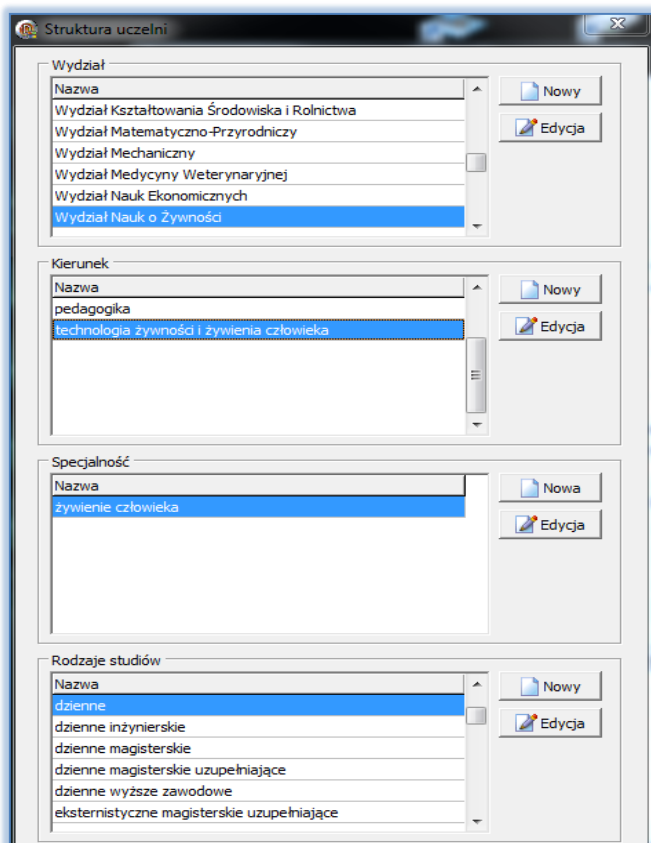 Struktura uczelni
Wydział
Nazwa
Nowy
Wydział Kształtowania Środowiska i Rolnictwa
Wydział Matematyczno-Przyrodniczy
Edycja
Wydział Mechaniczny
Wydział Medycyny Weterynaryjnej
Wydział Nauk Ekonomicznych
Wydział Nauk o Żywności
Kierunek
Nazwa
Nowy
pedagogika
technologia żywności i żywienia człowieka
Edycja
Specjalność
Nazwa
Nowa
żywienie człowieka
Edycja
Rodzaje studiów
Nazwa
Nowy
dzienne
dzienne inżynierskie
Edycja
dzienne magisterskie
dzienne magisterskie uzupełniające
dzienne wyższe zawodowe
eksternistyczne magisterskie uzupełniające